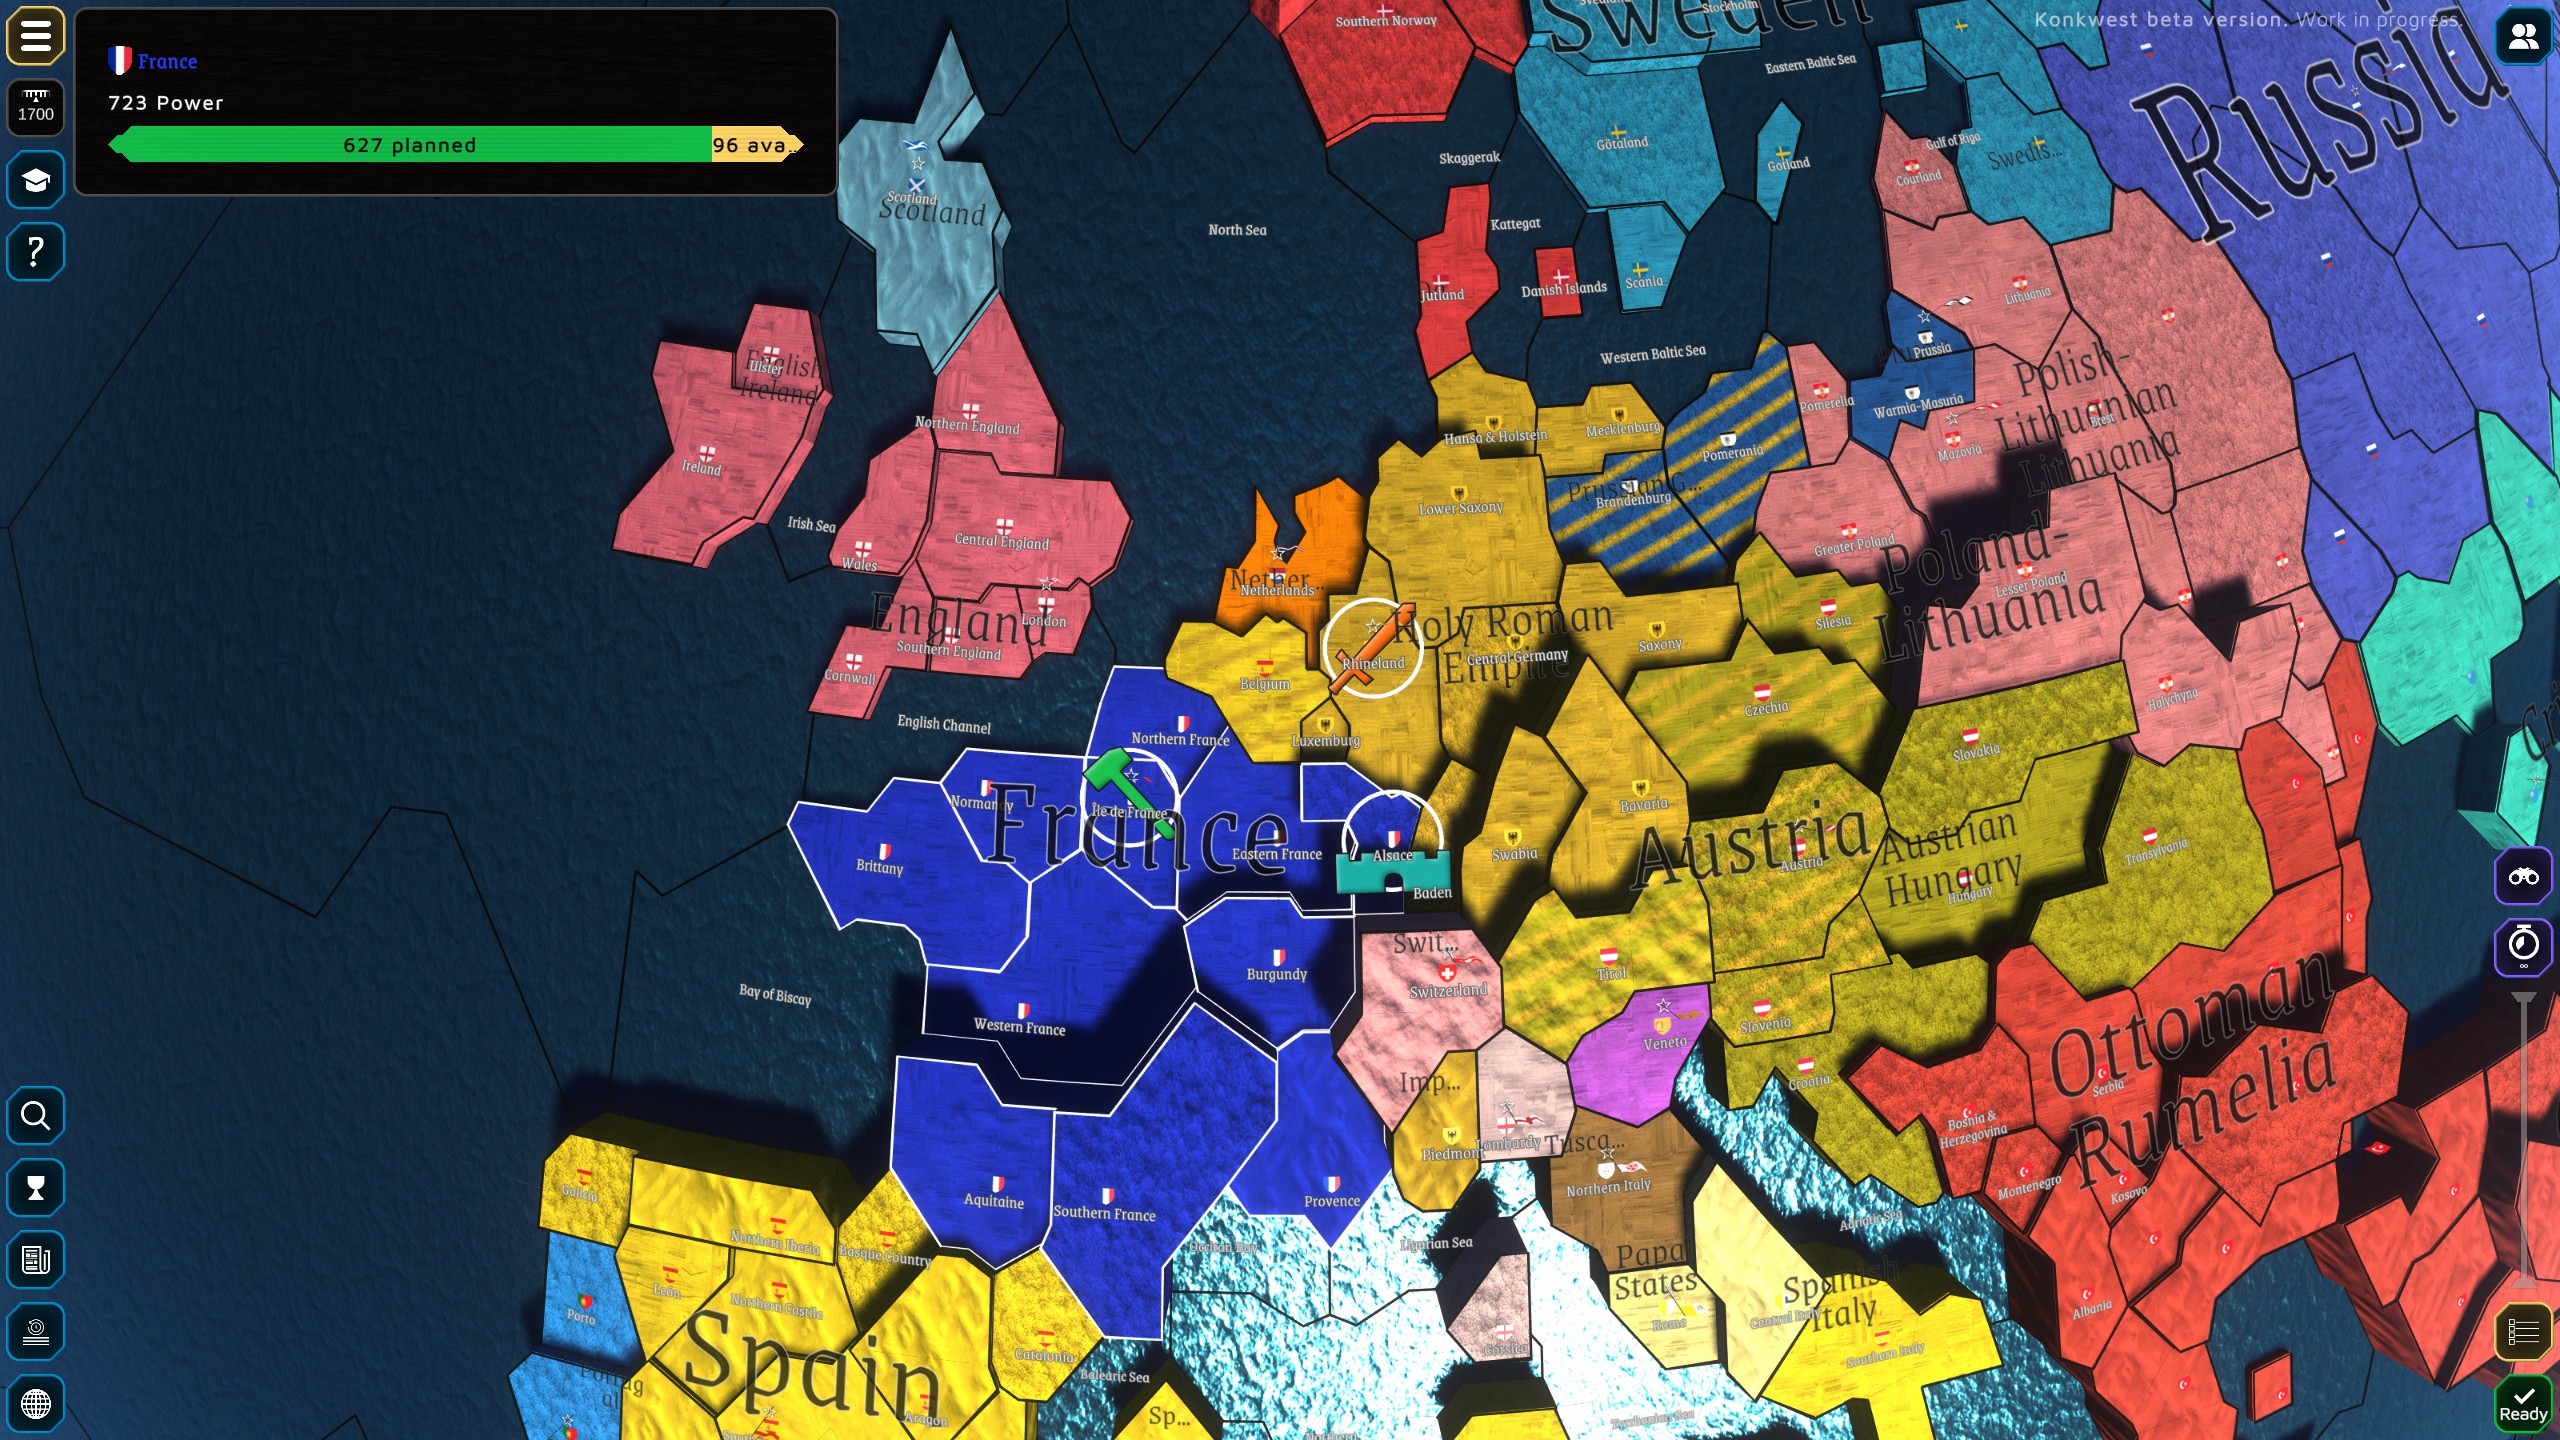 France
723 Power
627 planned
96 ava...
1700
Konkwest beta version. Work in progress.
Southern Norway
Sweden
Stockholm
Eastern Baltic Sea
Russia
Scotland
Scotland
Götaland
Gotland
Gulf of Riga
Courland
Swedis...
Skaggerak
Kattegat
North Sea
Jutland
Danish Islands
Scania
Lithuania
Western Baltic Sea
Prussia
Ulster
English
Ireland
Ireland
Northern England
Hansa & Holstein
Mecklenburg
Pomerania
Pomerelia
Warmia-Masuria
Mazovia
Polish-
Lithuanian
Lithuania
Brest
Lower Saxony
Prussian G...
Brandenburg
Irish Sea
Central England
Wales
Greater Poland
Poland-
Lithuania
Lesser Poland
Nether...
Netherlands
England
London
Southern England
Cornwall
Rhineland
Holy Roman
Empire
Central Germany
Saxony
Silesia
Belgium
Czechia
Halychyna
English Channel
Northern France
Luxemburg
Slovakia
Normandy
Île de France
France
Bavaria
Brittany
Eastern France
Alsace
Baden
Swabia
Austria
Austria
Austrian
Hungary
Hungary
Transylvania
Burgundy
Swit...
Switzerland
Tirol
Bay of Biscay
Western France
Slovenia
Veneto
Ottoman
Rumelia
Serbia
Croatia
Imp...
Piedmont
Lombardy
Tusca...
Northern Italy
Bosnia &
Herzegovina
Montenegro
Kosovo
Galicia
Aquitaine
Southern France
Provence
Northern Iberia
Basque Country
Occitan Bay
Ligurian Sea
Adriatic Sea
Papa
States
Rome
Central Italy
Spanish
Italy
Southern Italy
Albania
Porto
León
Northern Castile
Spain
Catalonia
Corsica
Balearic Sea
Aragon
Sp...
Tyrrhenian Sea
Ready